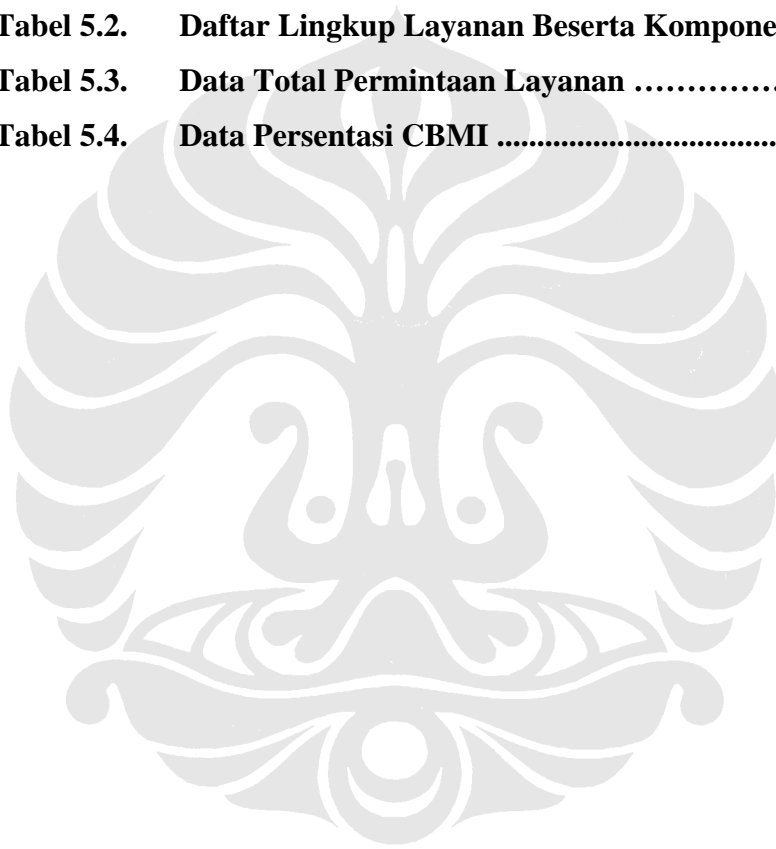 Tabel 5.2. Daftar Lingkup Layanan Beserta Kompone
Tabel 5.3. Data Total Permintaan Layanan ……………
Tabel 5.4. Data Persentasi CBMI ...................................